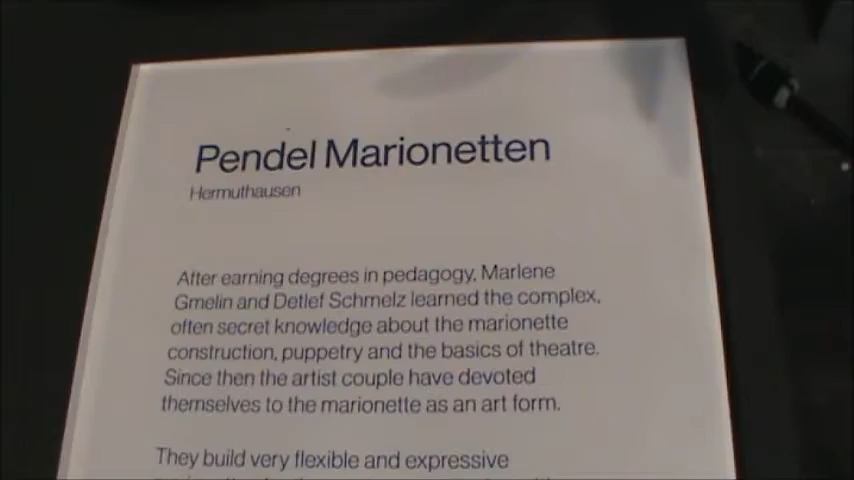 Pendel Marionetten
Hermuthausen
After earning degrees in pedagogy, Marlene
Gmelin and Detlef Schmelz learned the complex,
often secret knowledge about the marionette
construction, puppetry and the basics of theatre.
Since then the artist couple have devoted
themselves to the marionette as an art form.
They build very flexible and expressive